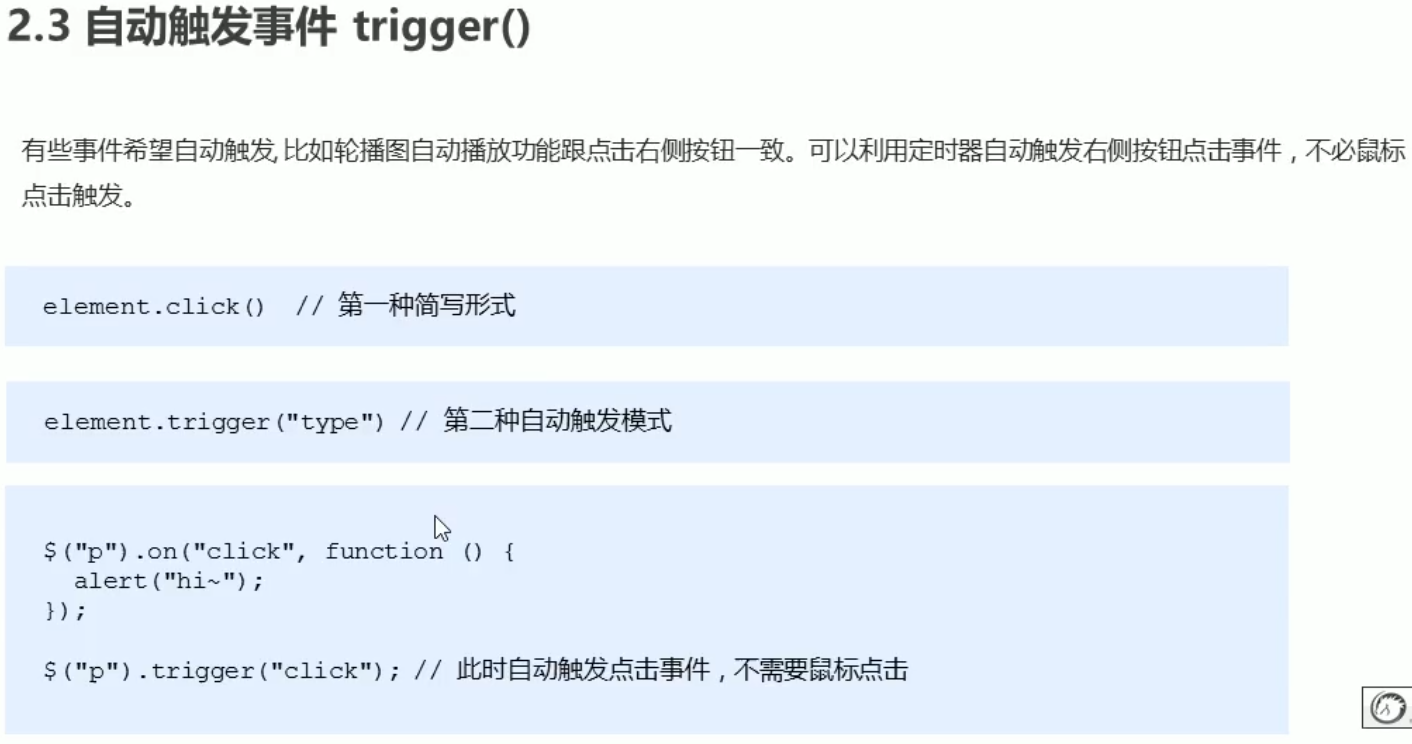 2.3 自动触发事件 trigger()
有些事件希望自动触发, 比如轮播图自动播放功能跟点击右侧按钮一致。可以利用定时器自动触发右侧按钮点击事件，不必鼠标
点击触发。
element.click()  // 第一种简写形式
element.trigger("type") // 第二种自动触发模式
$("p").on("click", function () {
  alert("hi~");
});
$("p").trigger("click"); // 此时自动触发点击事件，不需要鼠标点击